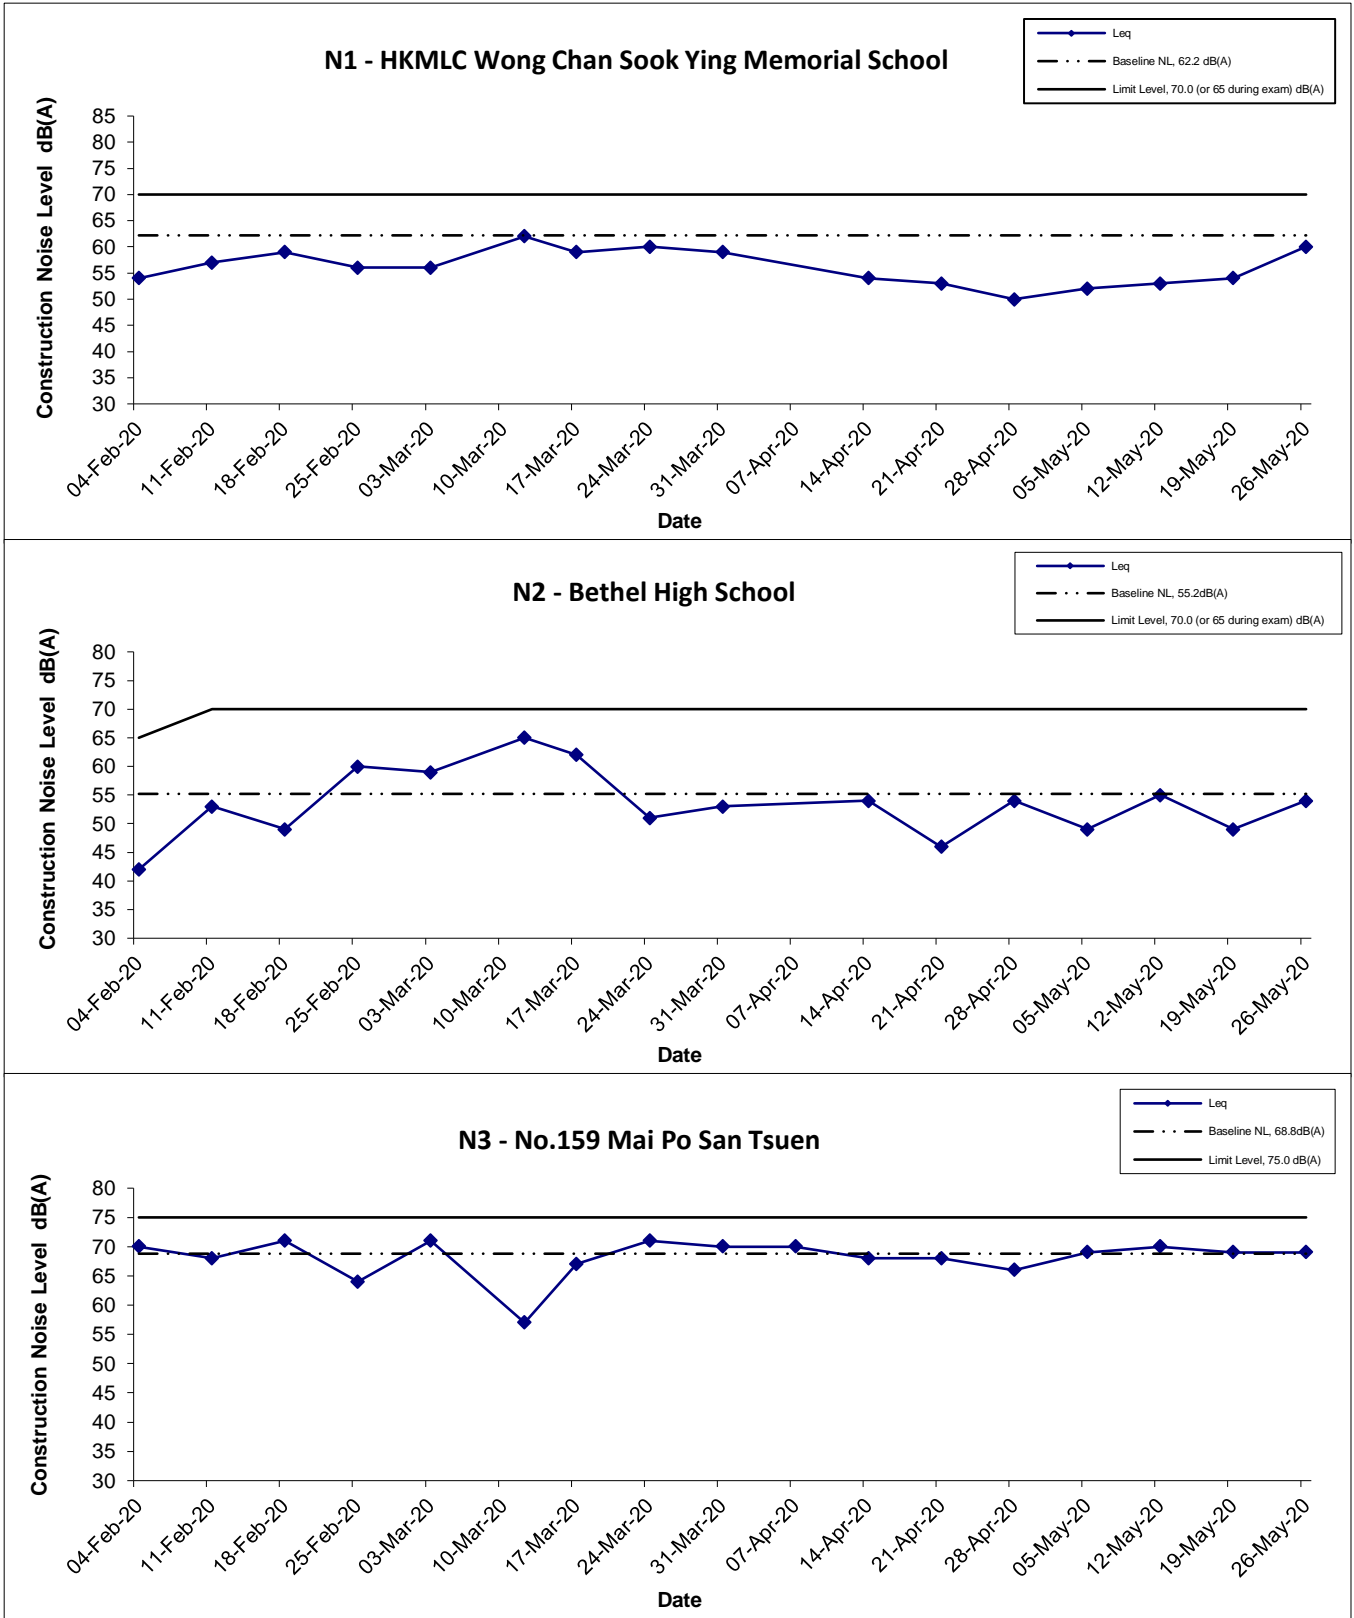 N1 - HKMLC Wong Chan Sook Ying Memorial School
Leq
Baseline NL, 62.2 dB(A)
Limit Level, 70.0 (or 65 during exam) dB(A)
Construction Noise Level dB(A)
85
80
75
70
65
60
55
50
45
40
35
30
04-Feb-20
11-Feb-20
18-Feb-20
25-Feb-20
03-Mar-20
10-Mar-20
17-Mar-20
24-Mar-20
31-Mar-20
07-Apr-20
14-Apr-20
21-Apr-20
28-Apr-20
05-May-20
12-May-20
19-May-20
26-May-20
Date
N2 - Bethel High School
Leq
Baseline NL, 55.2dB(A)
Limit Level, 70.0 (or 65 during exam) dB(A)
Construction Noise Level dB(A)
80
75
70
65
60
55
50
45
40
35
30
04-Feb-20
11-Feb-20
18-Feb-20
25-Feb-20
03-Mar-20
10-Mar-20
17-Mar-20
24-Mar-20
31-Mar-20
07-Apr-20
14-Apr-20
21-Apr-20
28-Apr-20
05-May-20
12-May-20
19-May-20
26-May-20
Date
N3 - No.159 Mai Po San Tsuen
Leq
Baseline NL, 68.8dB(A)
Limit Level, 75.0 dB(A)
Construction Noise Level dB(A)
80
75
70
65
60
55
50
45
40
35
30
04-Feb-20
11-Feb-20
18-Feb-20
25-Feb-20
03-Mar-20
10-Mar-20
17-Mar-20
24-Mar-20
31-Mar-20
07-Apr-20
14-Apr-20
21-Apr-20
28-Apr-20
05-May-20
12-May-20
19-May-20
26-May-20
Date